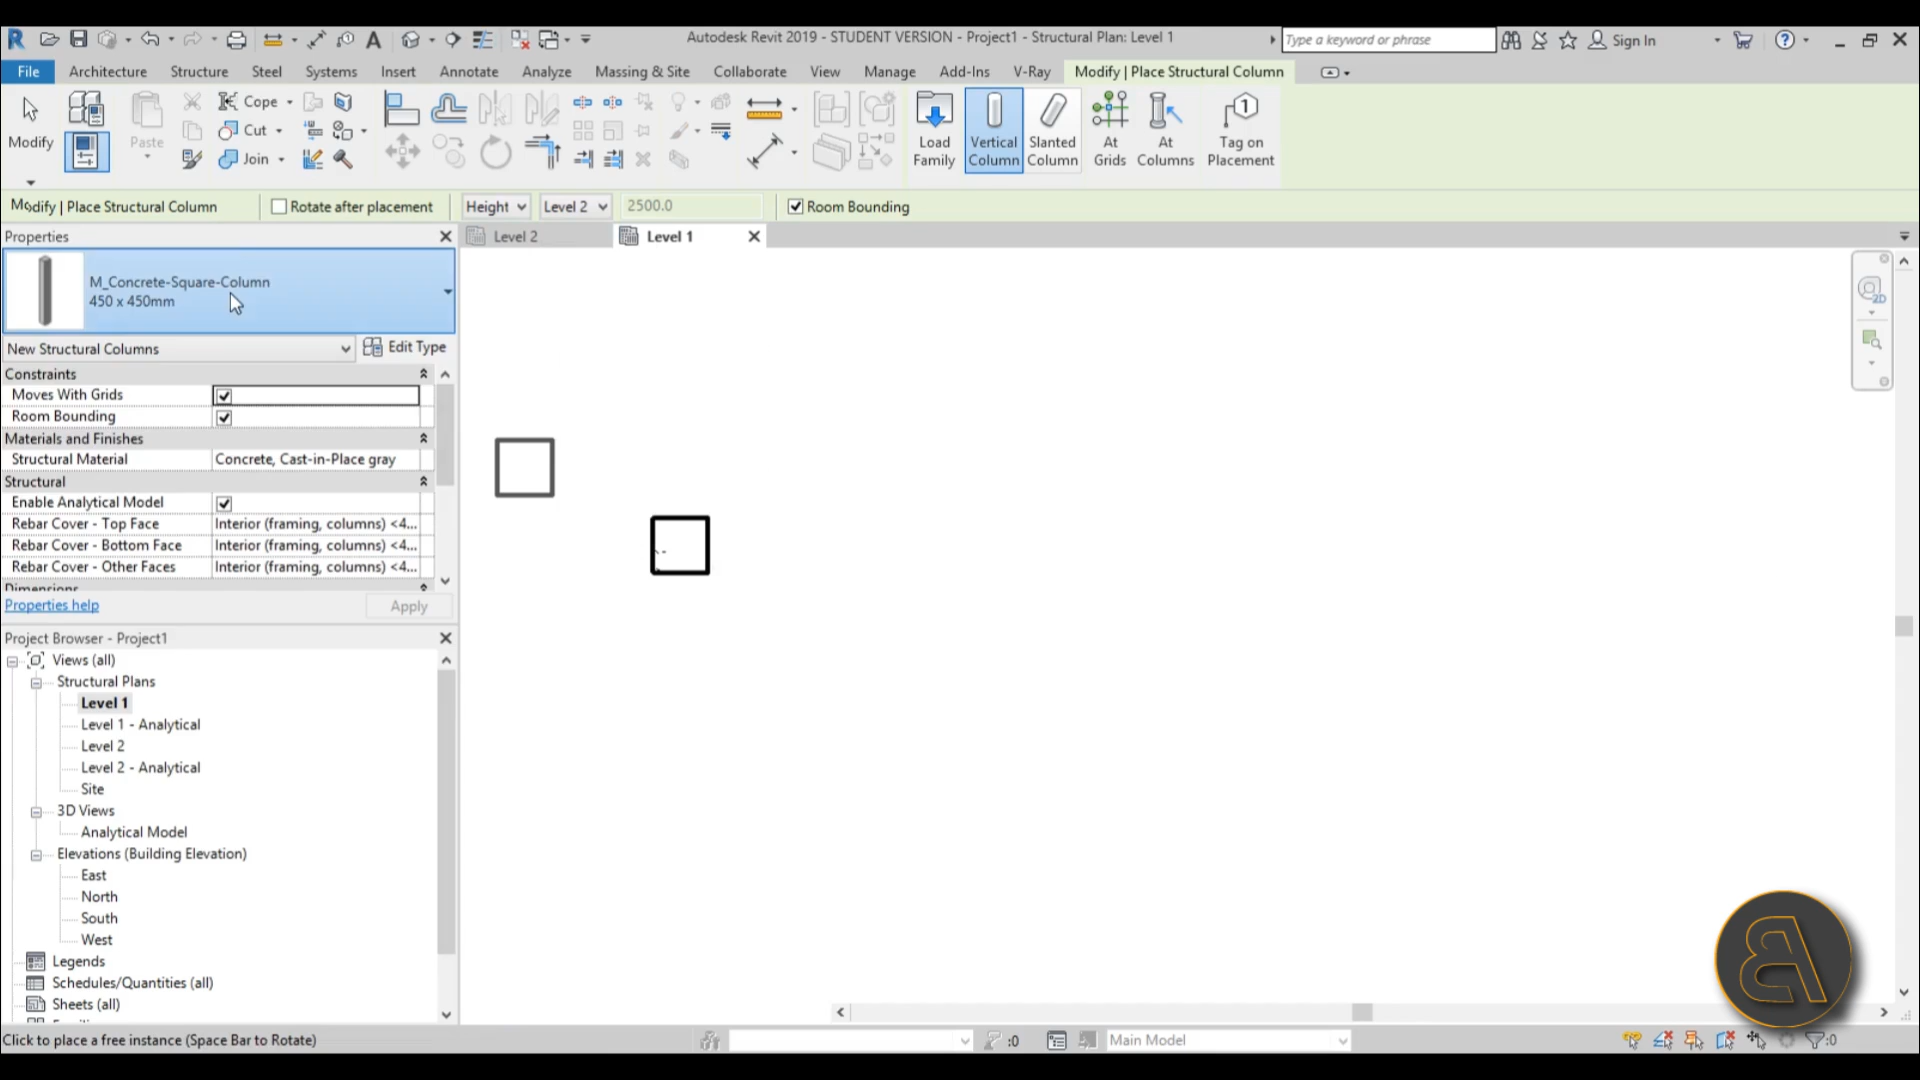 Autodesk Revit 2019 - STUDENT VERSION - Project1 - Structural Plan: Level 1
Type a keyword or phrase
Sign In
File Architecture Structure Steel Systems Insert Annotate Analyze Massing & Site Collaborate View Manage Add-Ins V-Ray Modify | Place Structural Column
Modify
Paste
Cope
Cut
Join
Load Family
Vertical Column
Slanted Column
At Grids
At Columns
Tag on Placement
Modify | Place Structural Column
Rotate after placement
Height
Level 2
2500.0
Room Bounding
Properties
Level 2
Level 1
M_Concrete-Square-Column
450 x 450mm
New Structural Columns
Edit Type
Constraints
Moves With Grids
Room Bounding
Materials and Finishes
Structural Material Concrete, Cast-in-Place gray
Structural
Enable Analytical Model
Rebar Cover - Top Face Interior (framing, columns) <4...
Rebar Cover - Bottom Face Interior (framing, columns) <4...
Rebar Cover - Other Faces Interior (framing, columns) <4...
Dimensions
Properties help
Apply
Project Browser - Project1
Views (all)
Structural Plans
Level 1
Level 1 - Analytical
Level 2
Level 2 - Analytical
Site
3D Views
Analytical Model
Elevations (Building Elevation)
East
North
South
West
Legends
Schedules/Quantities (all)
Sheets (all)
Click to place a free instance (Space Bar to Rotate)
:0
Main Model
:0